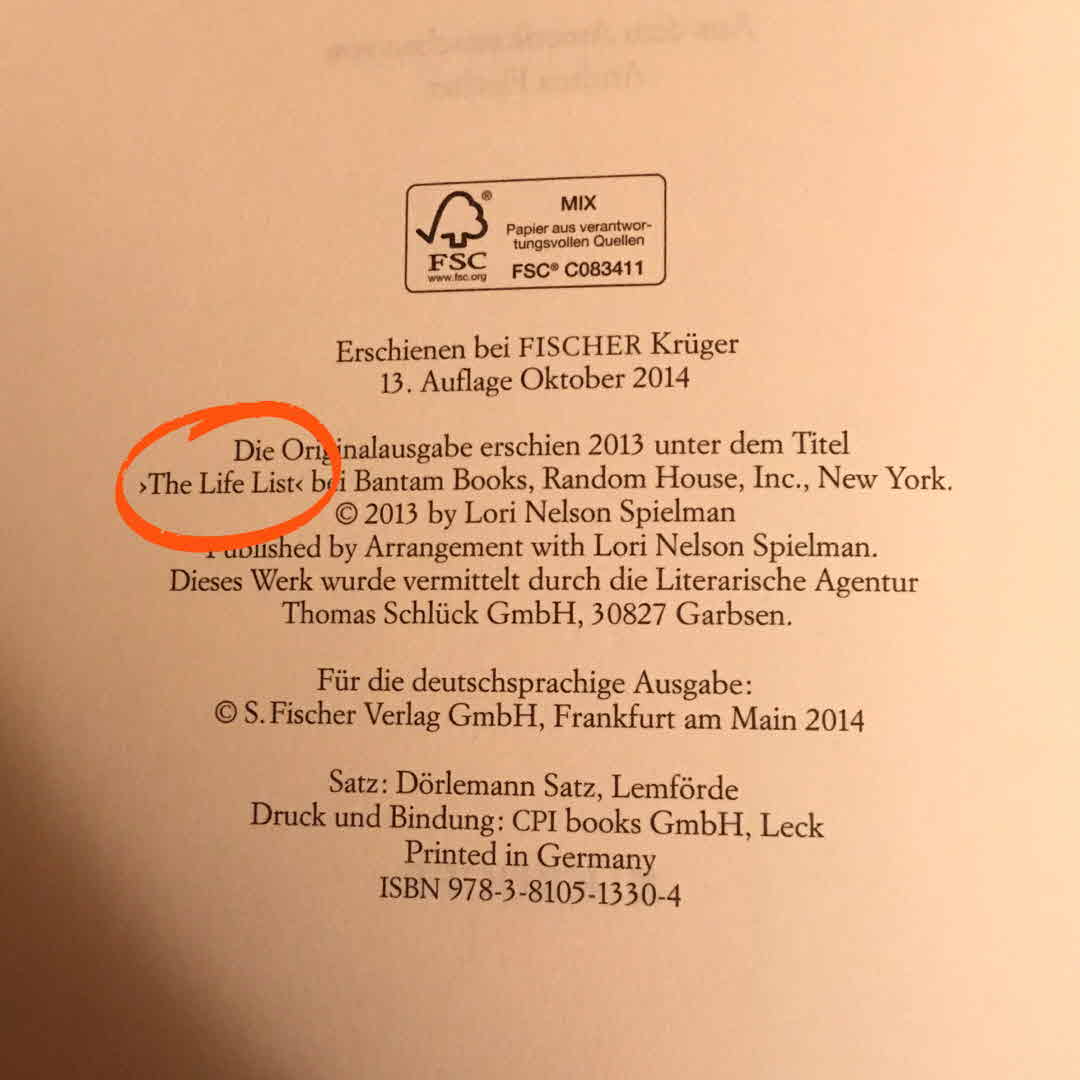 FSC®
www.fsc.org
MIX
Papier aus verantwor-
tungsvollen Quellen
FSC® C083411
Erschienen bei FISCHER Krüger
13. Auflage Oktober 2014
Die Originalausgabe erschien 2013 unter dem Titel
›The Life List‹ bei Bantam Books, Random House, Inc., New York.
© 2013 by Lori Nelson Spielman
Published by Arrangement with Lori Nelson Spielman.
Dieses Werk wurde vermittelt durch die Literarische Agentur
Thomas Schlück GmbH, 30827 Garbsen.
Für die deutschsprachige Ausgabe:
© S. Fischer Verlag GmbH, Frankfurt am Main 2014
Satz: Dörlemann Satz, Lemförde
Druck und Bindung: CPI books GmbH, Leck
Printed in Germany
ISBN 978-3-8105-1330-4